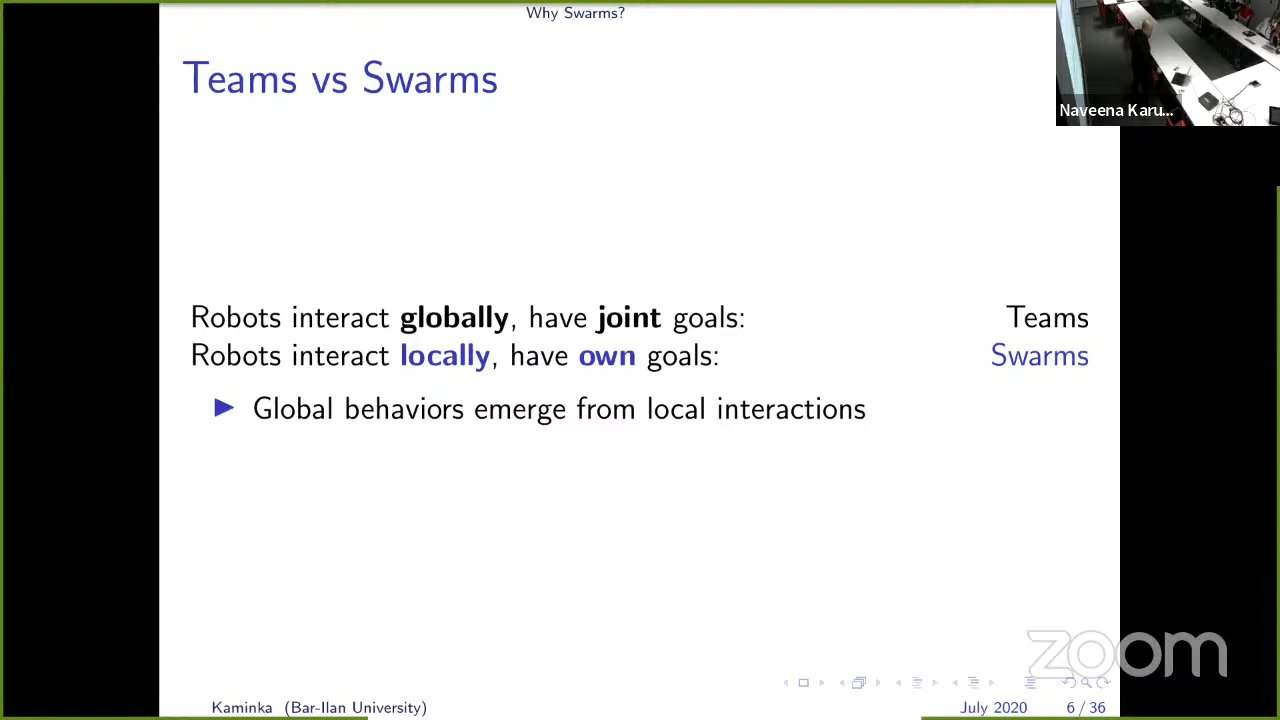 Why Swarms?
Teams vs Swarms
Naveena Karu...
Robots interact globally, have joint goals: Teams
Robots interact locally, have own goals: Swarms
▶ Global behaviors emerge from local interactions
zoom
Kaminka (Bar-Ilan University) July 2020 6 / 36